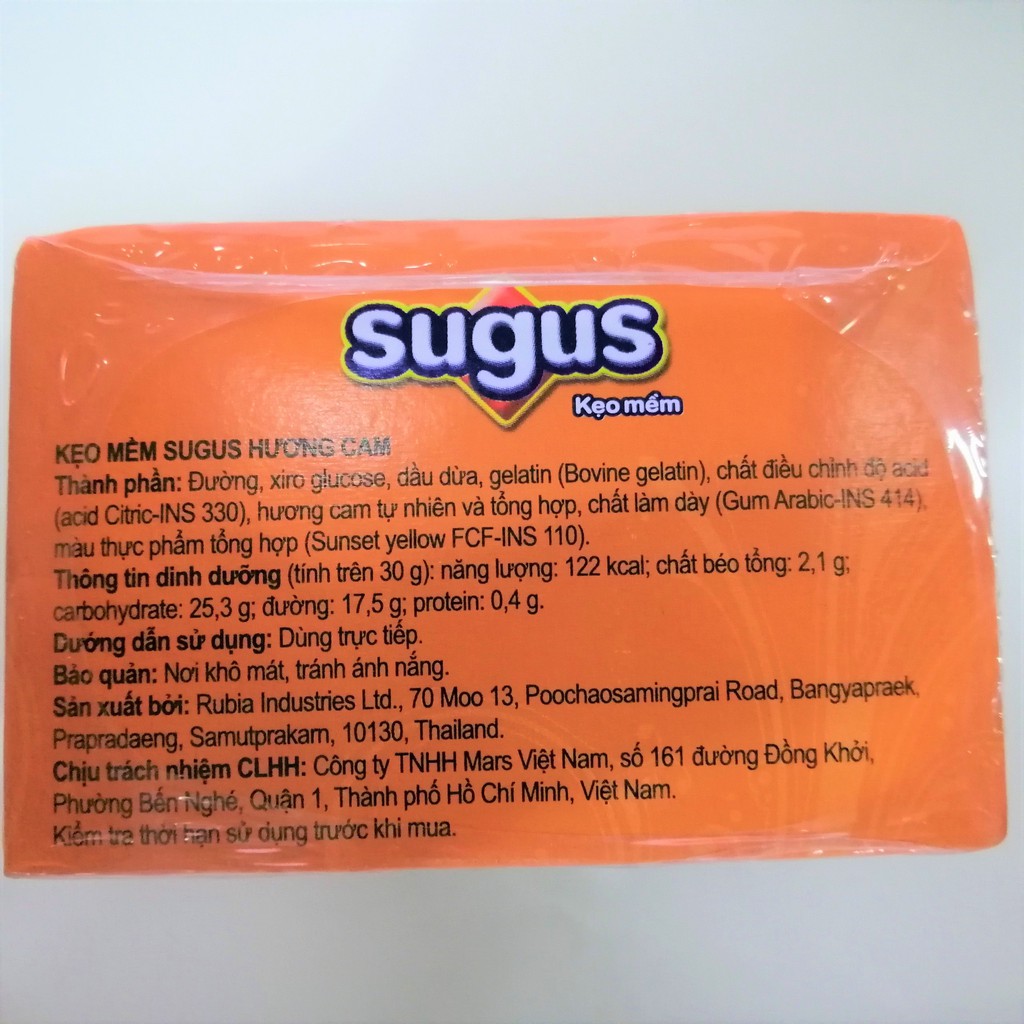 sugus
Kẹo mềm
KẸO MỀM SUGUS HƯƠNG CAM
Thành phần: Đường, xiro glucose, dầu dừa, gelatin (Bovine gelatin), chất điều chỉnh độ acid
(acid Citric-INS 330), hương cam tự nhiên và tổng hợp, chất làm dày (Gum Arabic-INS 414),
màu thực phẩm tổng hợp (Sunset yellow FCF-INS 110).
Thông tin dinh dưỡng (tính trên 30 g): năng lượng: 122 kcal; chất béo tổng: 2,1 g;
carbohydrate: 25,3 g; đường: 17,5 g; protein: 0,4 g.
Dướng dẫn sử dụng: Dùng trực tiếp.
Bảo quản: Nơi khô mát, tránh ánh nắng.
Sản xuất bởi: Rubia Industries Ltd., 70 Moo 13, Poochaosamingprai Road, Bangyapraek,
Prapradaeng, Samutprakarn, 10130, Thailand.
Chịu trách nhiệm CLHH: Công ty TNHH Mars Việt Nam, số 161 đường Đồng Khởi,
Phường Bến Nghé, Quận 1, Thành phố Hồ Chí Minh, Việt Nam.
Kiểm tra thời hạn sử dụng trước khi mua.